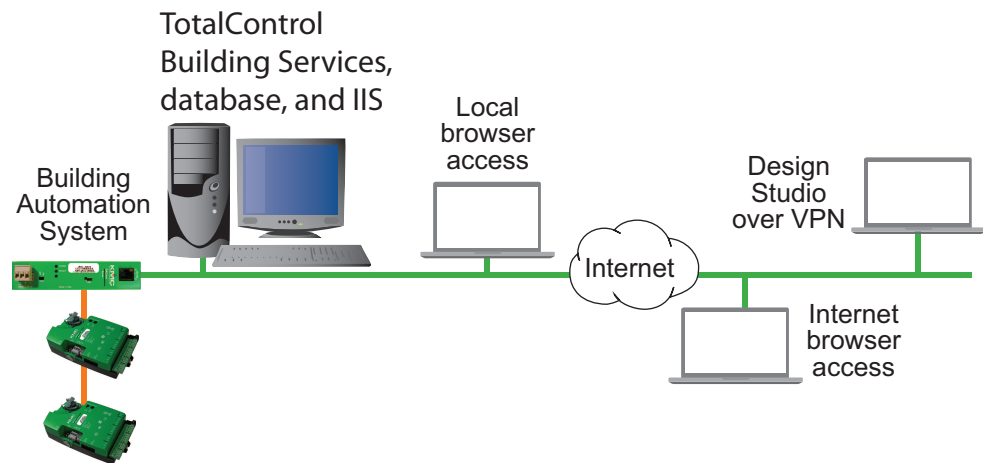 TotalControl
Building Services,
database, and IIS
Local
browser
access
Design
Studio
over VPN
Building
Automation
System
Internet
Internet
browser
access